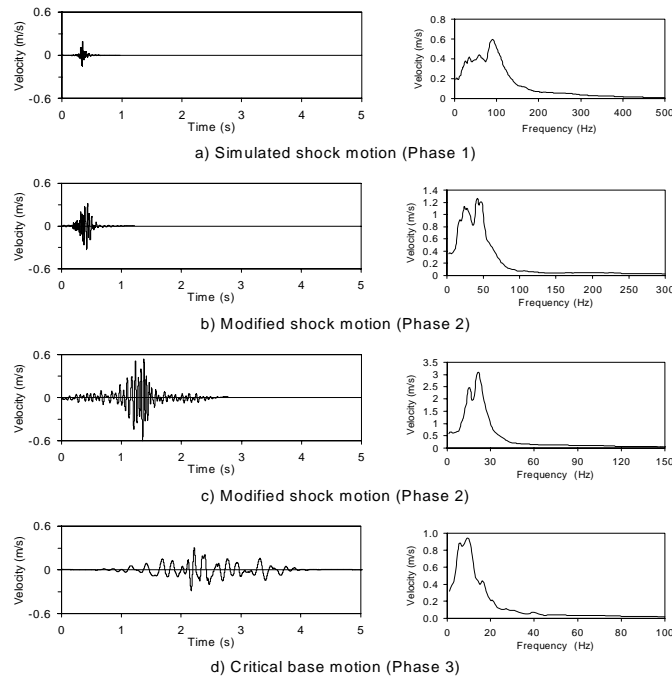 0.6
0
-0.6
Velocity (m/s)
0 1 2 3 4 5
Time (s)
0.8
0.6
0.4
0.2
0
Velocity (m/s)
0 100 200 300 400 500
Frequency (Hz)
a) Simulated shock motion (Phase 1)
0.6
0
-0.6
Velocity (m/s)
0 1 2 3 4 5
Time (s)
1.4
1.2
1.0
0.8
0.6
0.4
0.2
0
Velocity (m/s)
0 50 100 150 200 250 300
Frequency (Hz)
b) Modified shock motion (Phase 2)
0.6
0
-0.6
Velocity (m/s)
0 1 2 3 4 5
Time (s)
3.5
3
2.5
2
1.5
1
0.5
0
Velocity (m/s)
0 30 60 90 120 150
Frequency (Hz)
c) Modified shock motion (Phase 2)
0.6
0
-0.6
Velocity (m/s)
0 1 2 3 4 5
Time (s)
1.0
0.8
0.6
0.4
0.2
0.0
Velocity (m/s)
0 20 40 60 80 100
Frequency (Hz)
d) Critical base motion (Phase 3)